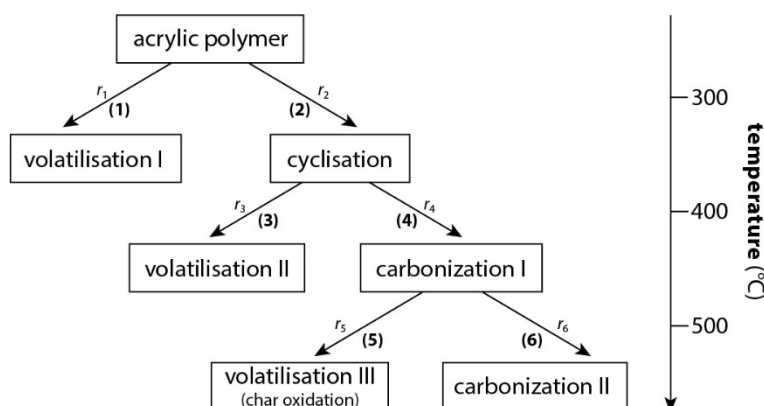 acrylic polymer
r₁
(1)
r₂
(2)
300
volatilisation I
cyclisation
r₃
(3)
r₄
(4)
400
volatilisation II
carbonization I
r₅
(5)
r₆
(6)
500
volatilisation III
(char oxidation)
carbonization II
temperature (°C)